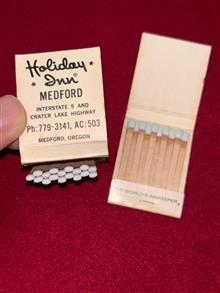 Holiday
Inn®
MEDFORD
INTERSTATE 5 AND
CRATER LAKE HIGHWAY
Ph:779-3141, AC:503
MEDFORD, OREGON
THE WORLD'S INNKEEPER